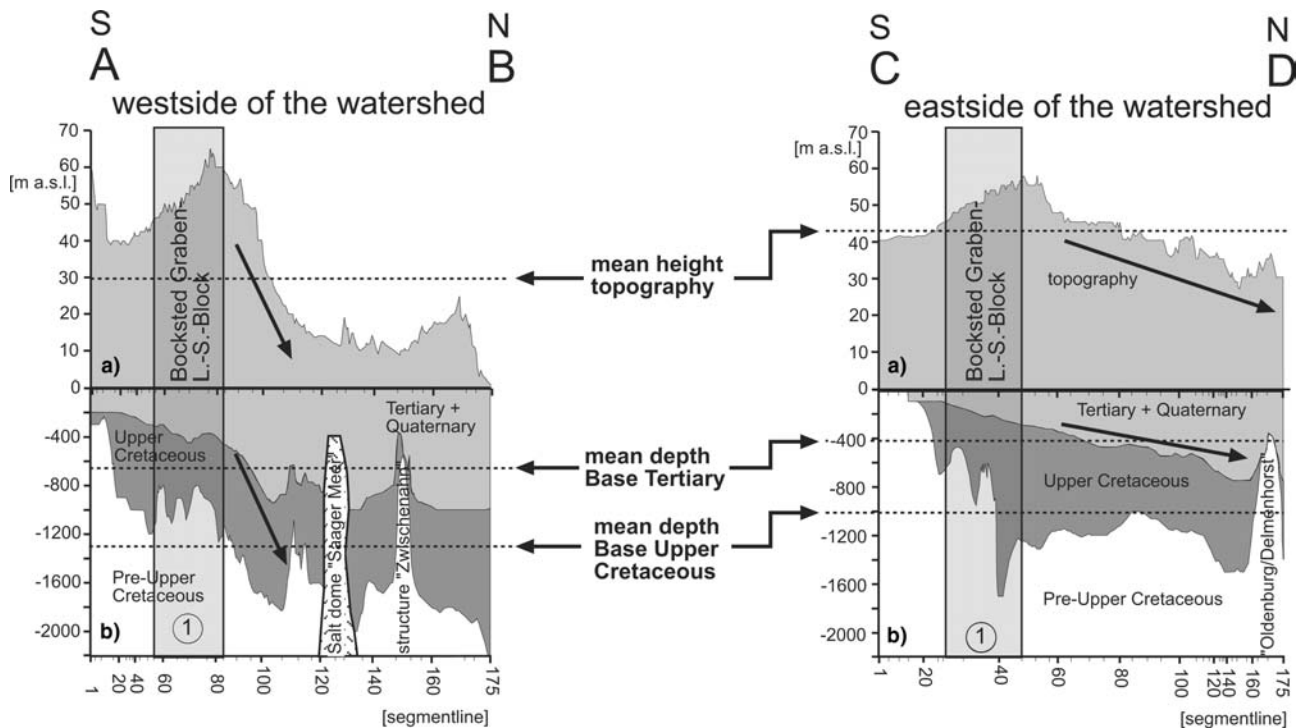 S
N
A
B
westside of the watershed
70
[m a.s.l.]
60
50
40
30
20
10
0
Bocksted Graben-
L.-S.-Block
a)
mean height
topography
S
N
C
D
eastside of the watershed
70
[m a.s.l.]
60
50
40
30
20
10
0
Bocksted Graben-
L.-S.-Block
topography
a)
-400
-800
-1200
-1600
-2000
Upper
Cretaceous
Tertiary +
Quaternary
Pre-Upper
Cretaceous
1
b)
Salt dome "Saager Meer"
structure "Zwischenahn"
1
20
40
60
80
100
120
140
160
175
[segmentline]
mean depth
Base Tertiary
mean depth
Base Upper
Cretaceous
-400
-800
-1200
-1600
-2000
Tertiary + Quaternary
Upper Cretaceous
Pre-Upper Cretaceous
1
b)
"Oldenburg/Delmenhorst"
1
20
40
60
80
100
120
140
160
175
[segmentline]